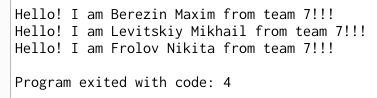 Hello! I am Berezin Maxim from team 7!!!
Hello! I am Levitskiy Mikhail from team 7!!!
Hello! I am Frolov Nikita from team 7!!!
Program exited with code: 4